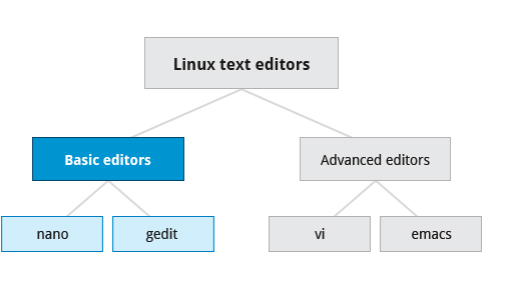 Linux text editors
Basic editors
Advanced editors
nano
gedit
vi
emacs